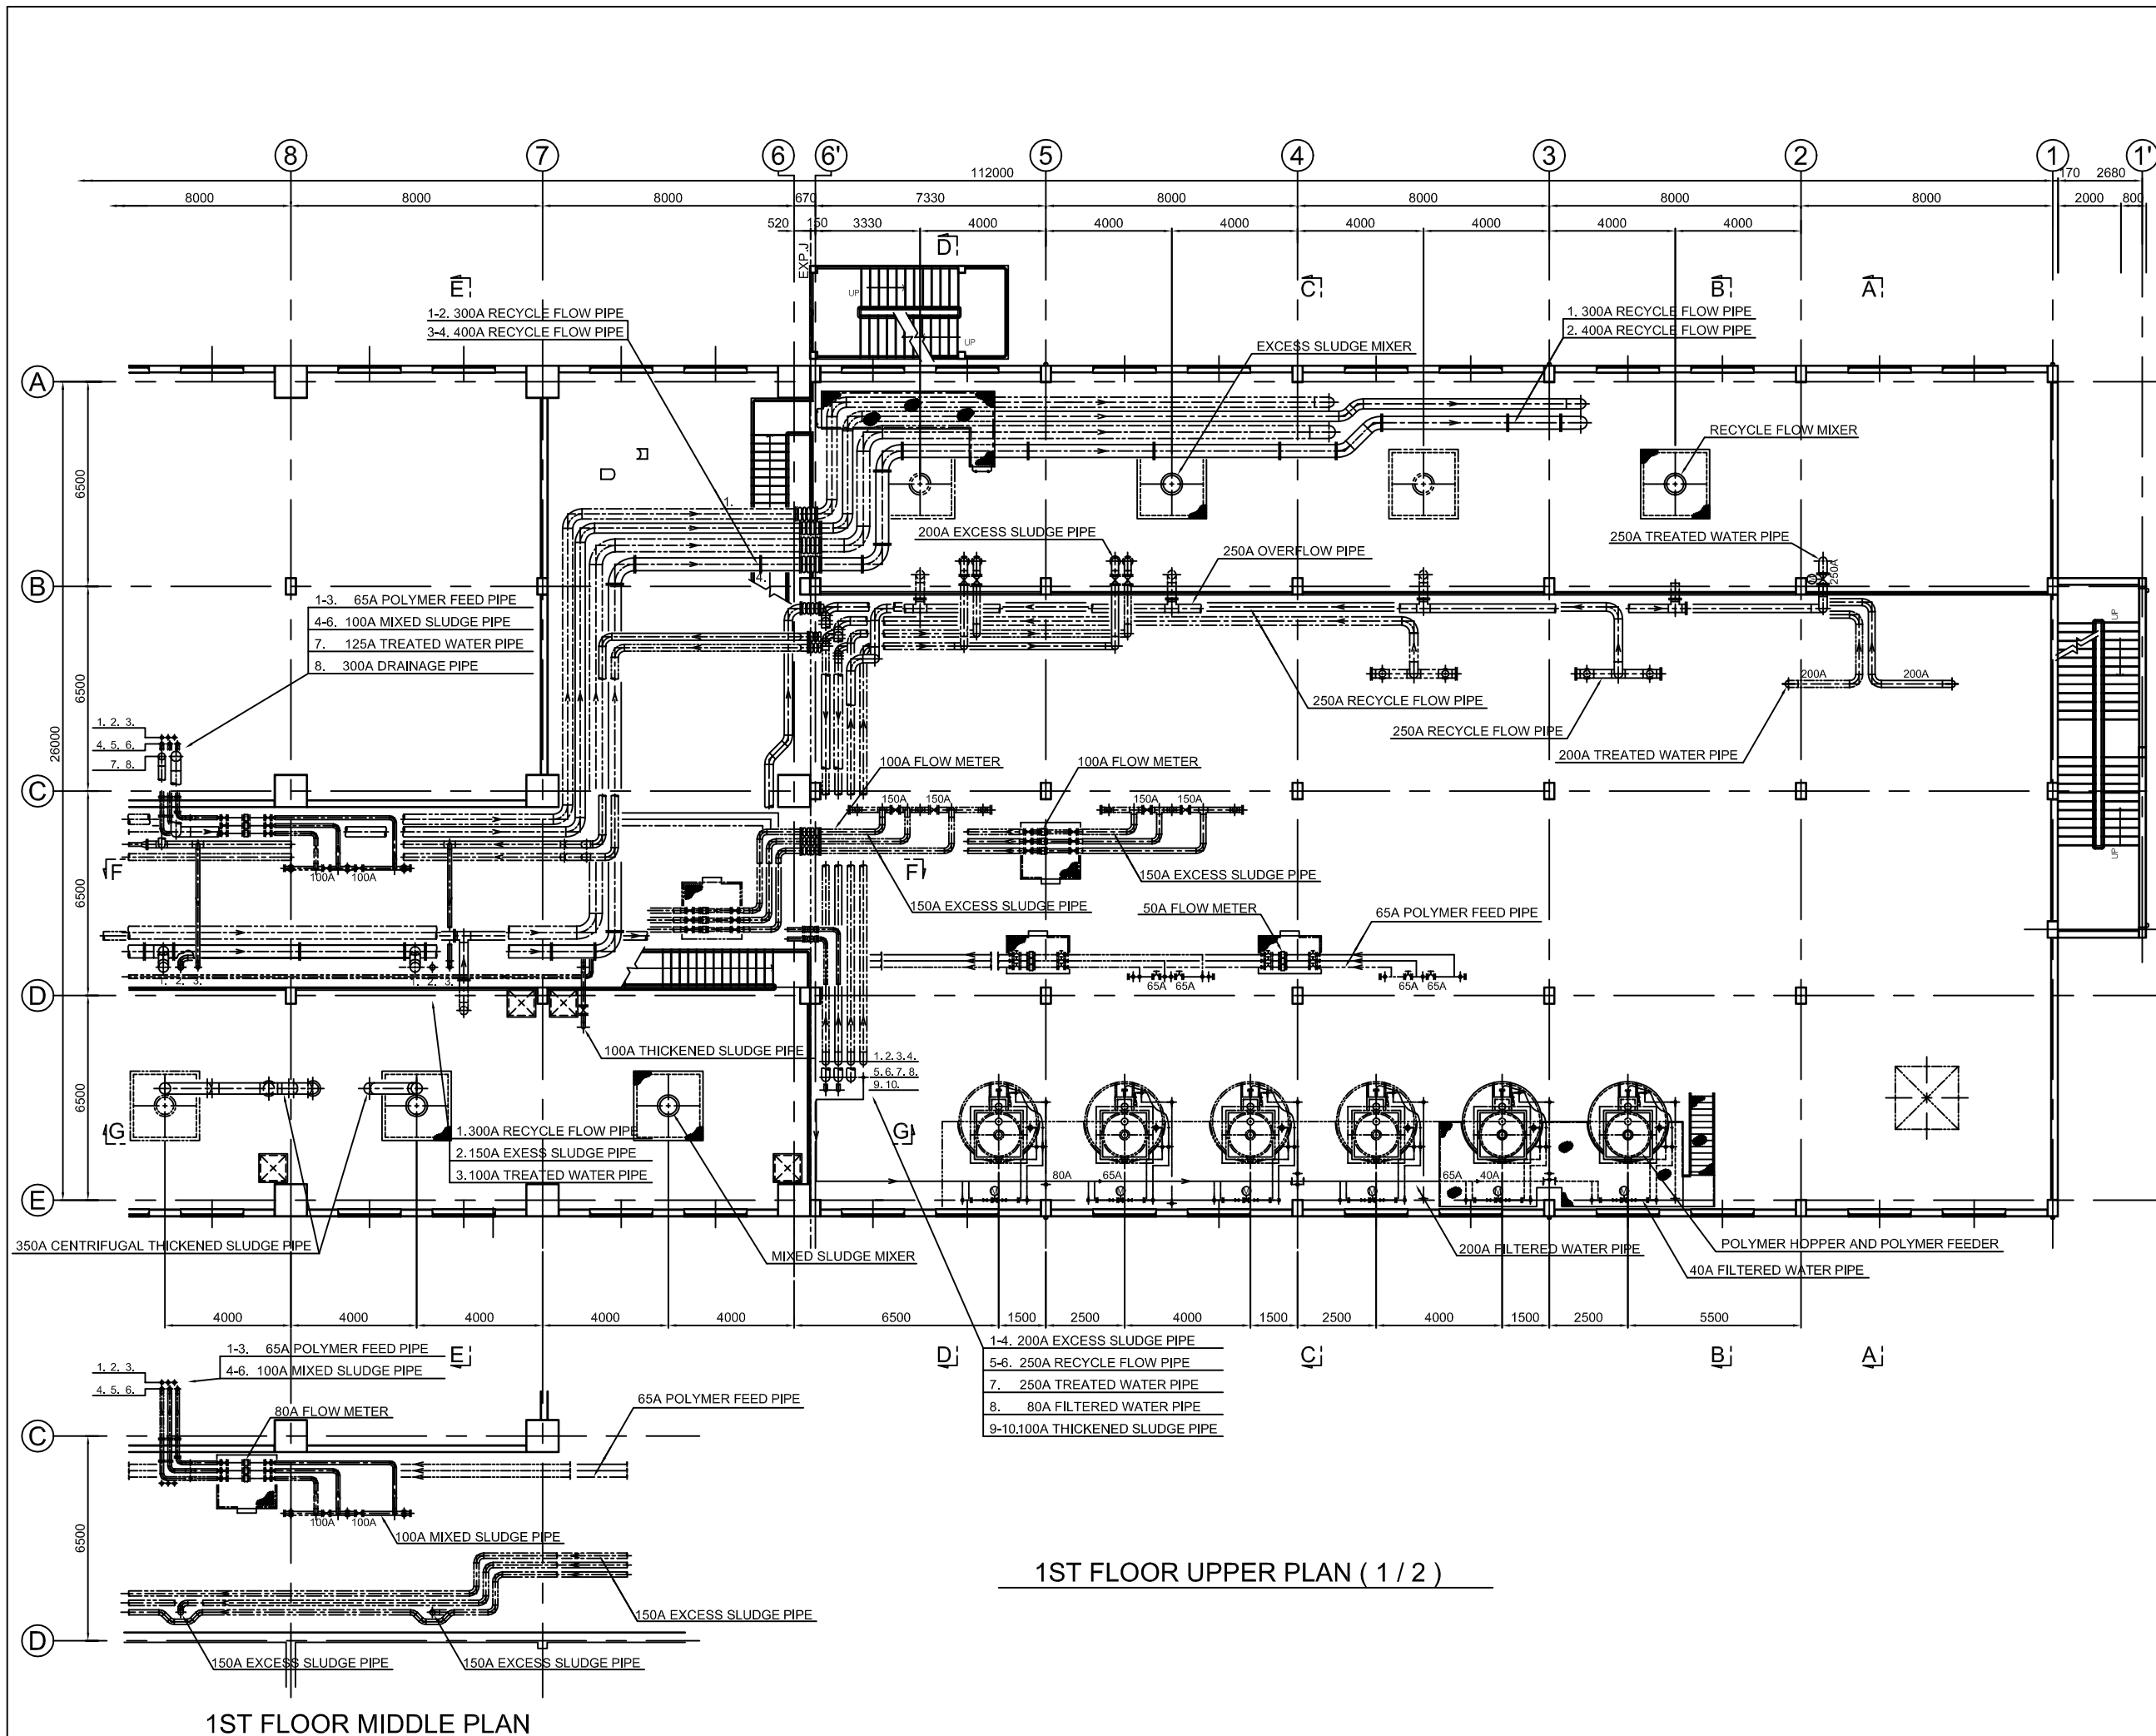 8
7
6
6'
5
4
3
2
1
1'
112000
170
2680
8000
8000
8000
670
7330
8000
8000
8000
8000
2000
800
520
150
3330
4000
4000
4000
4000
4000
4000
4000
EXP.J
D
E
C
B
A
UP
UP
1-2. 300A RECYCLE FLOW PIPE
3-4. 400A RECYCLE FLOW PIPE
1. 300A RECYCLE FLOW PIPE
2. 400A RECYCLE FLOW PIPE
EXCESS SLUDGE MIXER
A
RECYCLE FLOW MIXER
6500
1.
200A EXCESS SLUDGE PIPE
250A OVERFLOW PIPE
250A TREATED WATER PIPE
250A
4.
B
1-3. 65A POLYMER FEED PIPE
4-6. 100A MIXED SLUDGE PIPE
7. 125A TREATED WATER PIPE
8. 300A DRAINAGE PIPE
UP
6500
26000
200A
200A
250A RECYCLE FLOW PIPE
250A RECYCLE FLOW PIPE
200A TREATED WATER PIPE
1. 2. 3.
4. 5. 6.
7. 8.
100A FLOW METER
100A FLOW METER
C
150A
150A
150A
150A
UP
F
100A
100A
F
6500
150A EXCESS SLUDGE PIPE
150A EXCESS SLUDGE PIPE
50A FLOW METER
65A POLYMER FEED PIPE
1. 2. 3.
1. 2. 3.
65A
65A
65A
65A
D
100A THICKENED SLUDGE PIPE
1. 2. 3. 4.
5. 6. 7. 8.
9. 10.
6500
G
G
1.300A RECYCLE FLOW PIPE
2.150A EXESS SLUDGE PIPE
3.100A TREATED WATER PIPE
80A
65A
65A
40A
E
350A CENTRIFUGAL THICKENED SLUDGE PIPE
MIXED SLUDGE MIXER
200A FILTERED WATER PIPE
POLYMER HOPPER AND POLYMER FEEDER
40A FILTERED WATER PIPE
4000
4000
4000
4000
4000
6500
1500
2500
4000
1500
2500
4000
1500
2500
5500
1-4. 200A EXCESS SLUDGE PIPE
5-6. 250A RECYCLE FLOW PIPE
7. 250A TREATED WATER PIPE
8. 80A FILTERED WATER PIPE
9-10.100A THICKENED SLUDGE PIPE
E
D
C
B
A
1-3. 65A POLYMER FEED PIPE
4-6. 100A MIXED SLUDGE PIPE
1. 2. 3.
4. 5. 6.
80A FLOW METER
65A POLYMER FEED PIPE
C
100A
100A
100A MIXED SLUDGE PIPE
6500
150A EXCESS SLUDGE PIPE
D
150A EXCESS SLUDGE PIPE
150A EXCESS SLUDGE PIPE
1ST FLOOR UPPER PLAN ( 1 / 2 )
1ST FLOOR MIDDLE PLAN